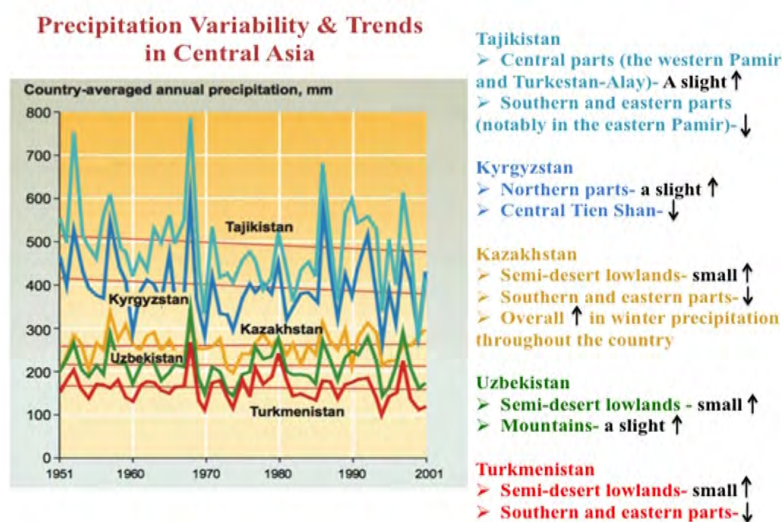 Precipitation Variability & Trends
in Central Asia
Country-averaged annual precipitation, mm
800
700
600
500
400
300
200
100
0
Tajikistan
Kyrgyzstan
Kazakhstan
Uzbekistan
Turkmenistan
1951
1960
1970
1980
1990
2001
Tajikistan
➢ Central parts (the western Pamir
and Turkestan-Alay)- A slight ↑
➢ Southern and eastern parts
(notably in the eastern Pamir)- ↓
Kyrgyzstan
➢ Northern parts- a slight ↑
➢ Central Tien Shan- ↓
Kazakhstan
➢ Semi-desert lowlands- small ↑
➢ Southern and eastern parts- ↓
➢ Overall ↑ in winter precipitation
throughout the country
Uzbekistan
➢ Semi-desert lowlands - small ↑
➢ Mountains- a slight ↑
Turkmenistan
➢ Semi-desert lowlands- small ↑
➢ Southern and eastern parts- ↓